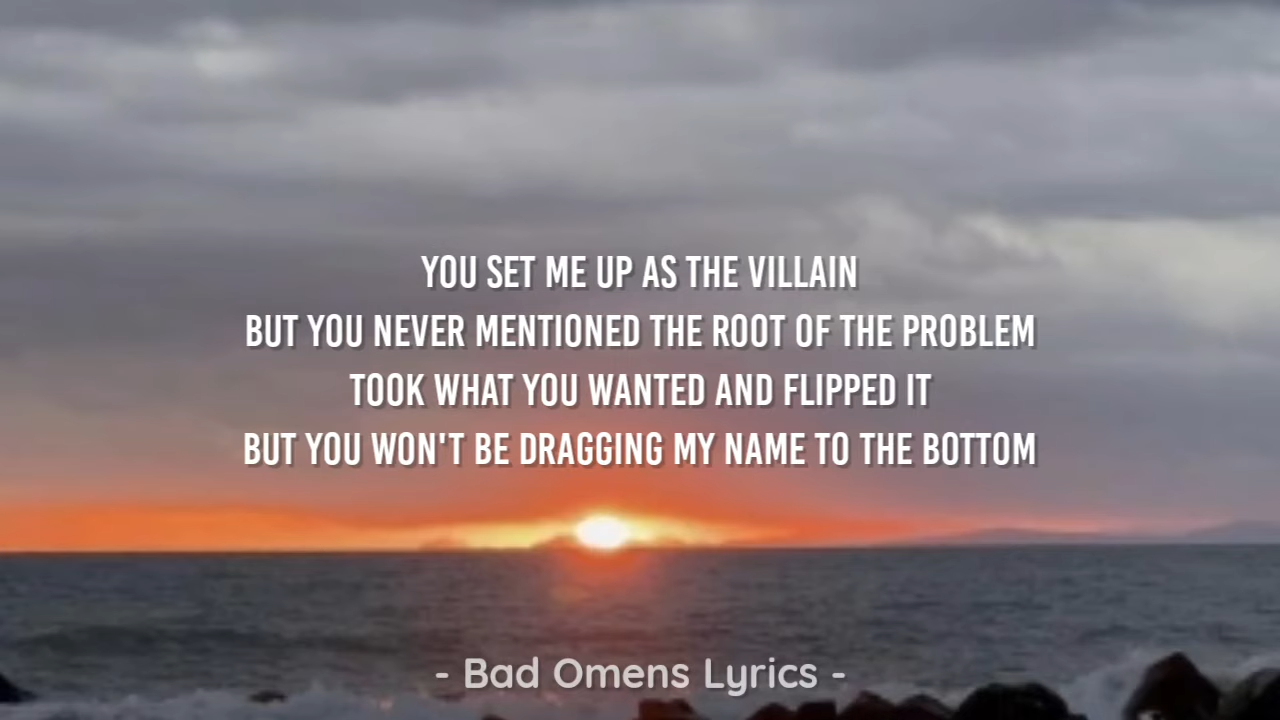 YOU SET ME UP AS THE VILLAIN
BUT YOU NEVER MENTIONED THE ROOT OF THE PROBLEM
TOOK WHAT YOU WANTED AND FLIPPED IT
BUT YOU WON'T BE DRAGGING MY NAME TO THE BOTTOM
- Bad Omens Lyrics -